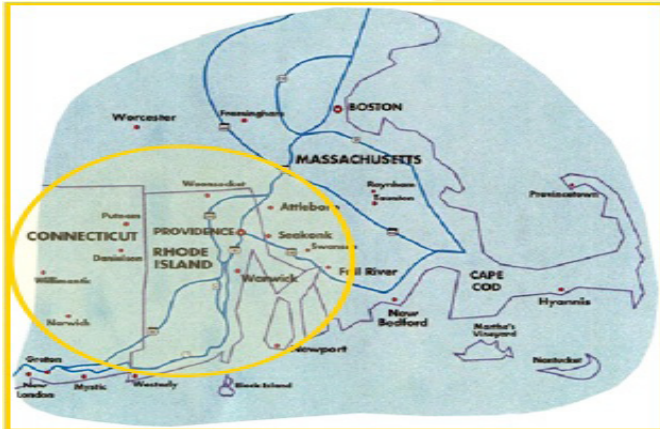 BOSTON
Framingham
Worcester
MASSACHUSETTS
Raynham
Taunton
Provincetown
Woonsocket
Attleboro
Putnam
CONNECTICUT
PROVIDENCE
Seekonk
Swansea
Danielson
RHODE
ISLAND
Warwick
Fall River
CAPE
COD
Willimantic
Hyannis
New
Bedford
Norwich
Martha's
Vineyard
Newport
Nantucket
Groton
New
London
Mystic
Westerly
Block Island